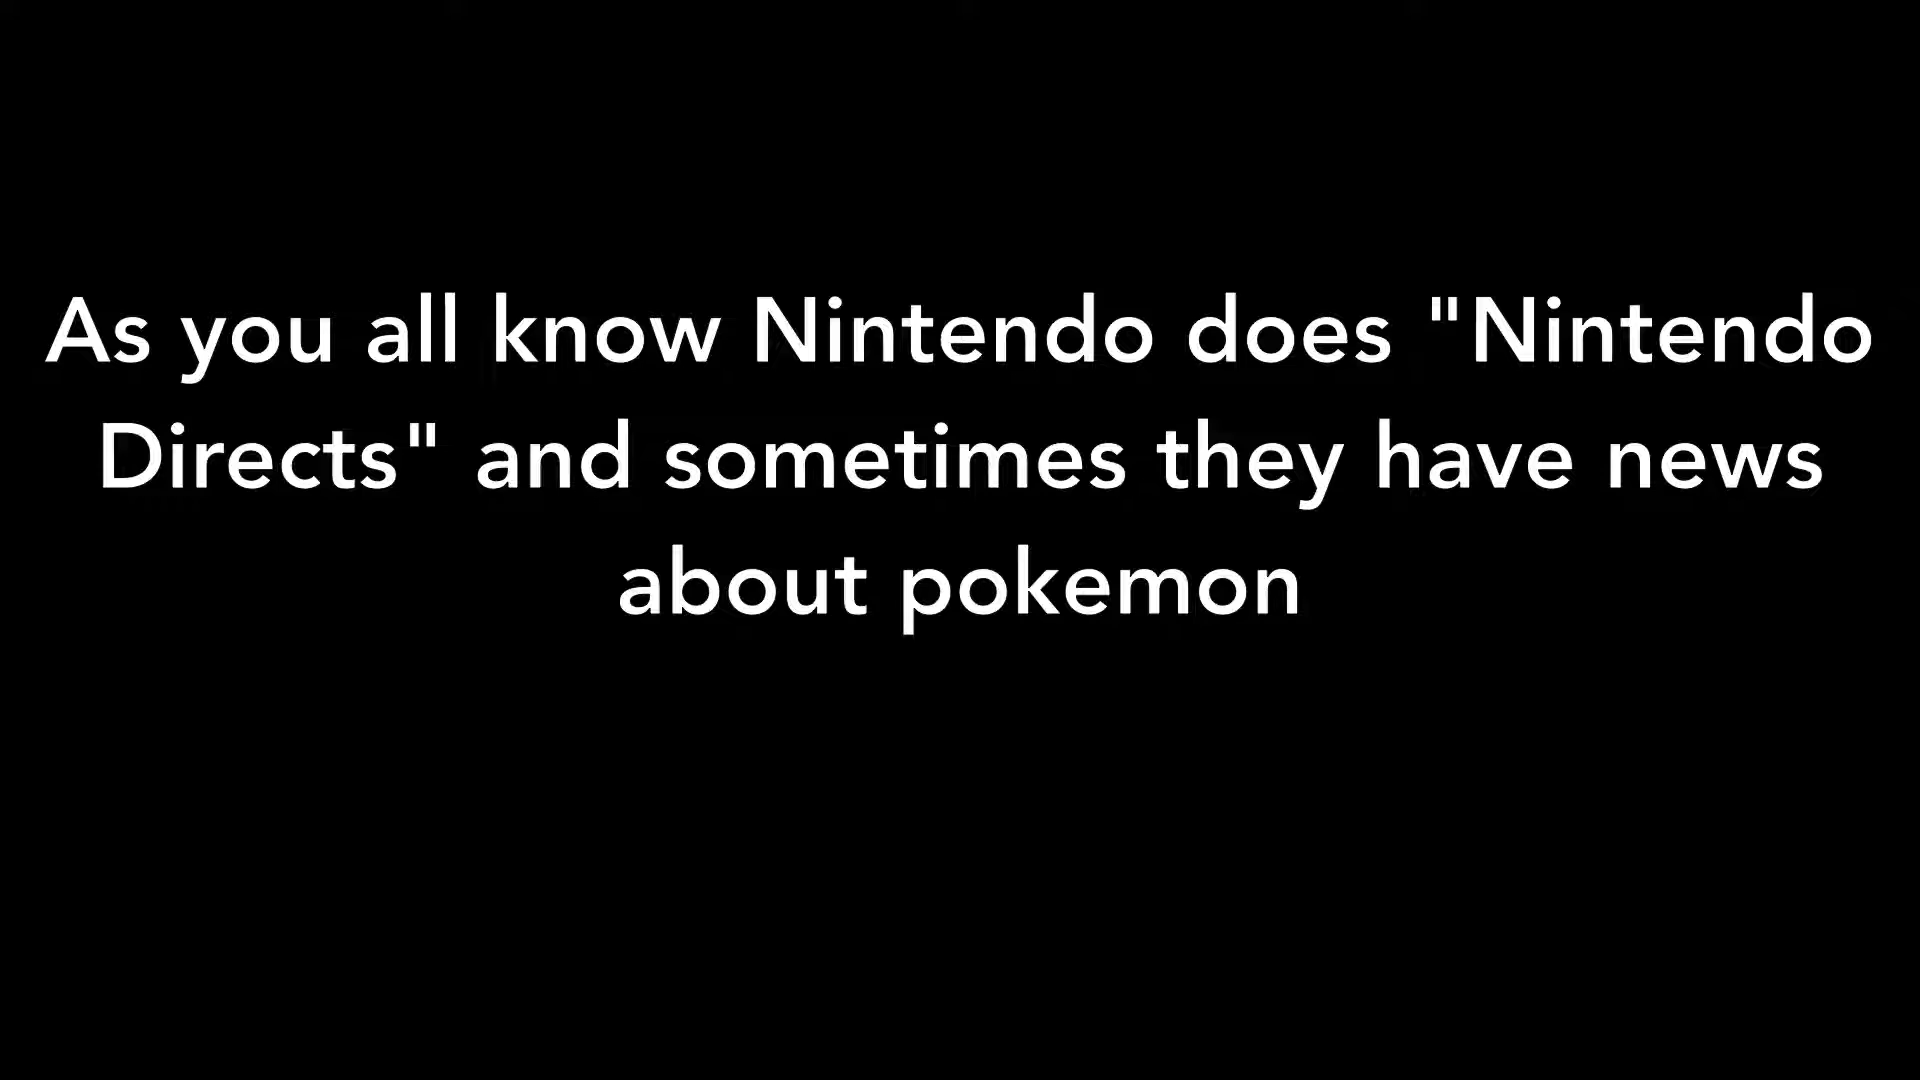 As you all know Nintendo does "Nintendo
Directs" and sometimes they have news
about pokemon